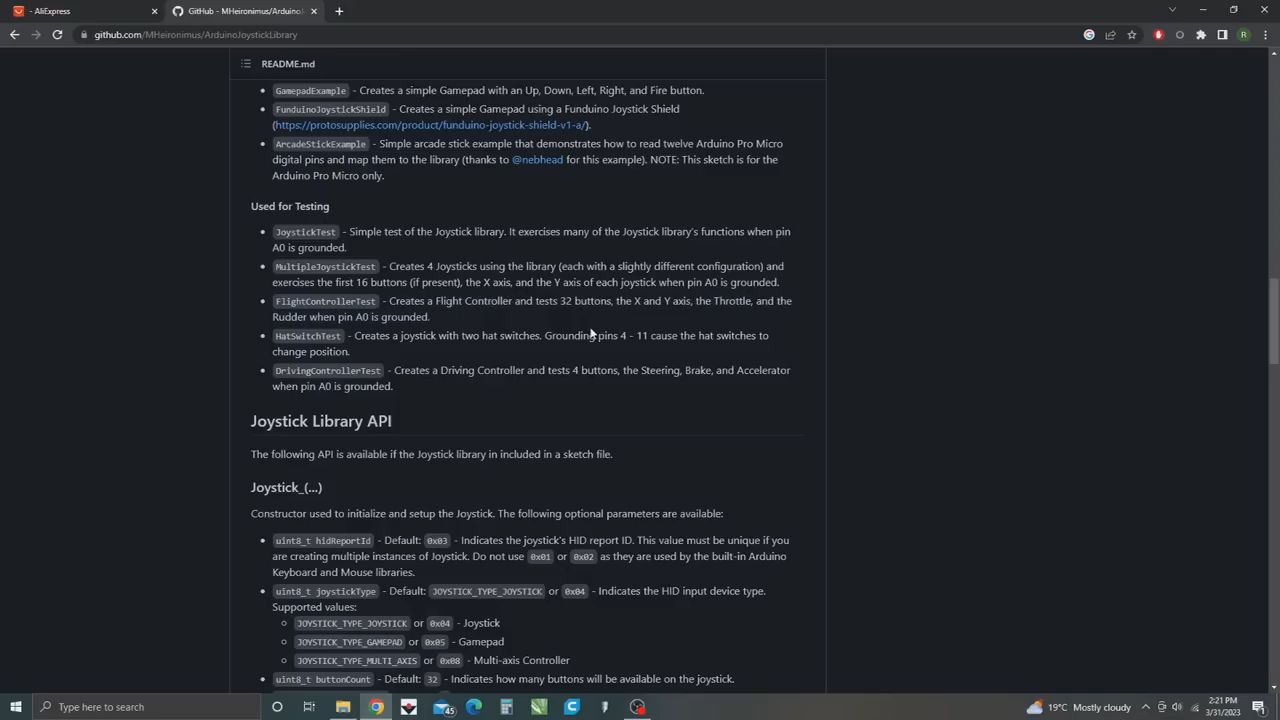 - AliExpress
GitHub - MHeironimus/Arduino
github.com/MHeironimus/ArduinoJoystickLibrary
R
README.md
GamepadExample - Creates a simple Gamepad with an Up, Down, Left, Right, and Fire button.
FunduinoJoystickShield - Creates a simple Gamepad using a Funduino Joystick Shield
(https://protosupplies.com/product/funduino-joystick-shield-v1-a/).
ArcadeStickExample - Simple arcade stick example that demonstrates how to read twelve Arduino Pro Micro
digital pins and map them to the library (thanks to @nebhead for this example). NOTE: This sketch is for the
Arduino Pro Micro only.
Used for Testing
JoystickTest - Simple test of the Joystick library. It exercises many of the Joystick library's functions when pin
A0 is grounded.
MultipleJoystickTest - Creates 4 Joysticks using the library (each with a slightly different configuration) and
exercises the first 16 buttons (if present), the X axis, and the Y axis of each joystick when pin A0 is grounded.
FlightControllerTest - Creates a Flight Controller and tests 32 buttons, the X and Y axis, the Throttle, and the
Rudder when pin A0 is grounded.
HatSwitchTest - Creates a joystick with two hat switches. Grounding pins 4 - 11 cause the hat switches to
change position.
DrivingControllerTest - Creates a Driving Controller and tests 4 buttons, the Steering, Brake, and Accelerator
when pin A0 is grounded.
Joystick Library API
The following API is available if the Joystick library in included in a sketch file.
Joystick_(...)
Constructor used to initialize and setup the Joystick. The following optional parameters are available:
uint8_t hidReportId - Default: 0x03 - Indicates the joystick's HID report ID. This value must be unique if you
are creating multiple instances of Joystick. Do not use 0x01 or 0x02 as they are used by the built-in Arduino
Keyboard and Mouse libraries.
uint8_t joystickType - Default: JOYSTICK_TYPE_JOYSTICK or 0x04 - Indicates the HID input device type.
Supported values:
JOYSTICK_TYPE_JOYSTICK or 0x04 - Joystick
JOYSTICK_TYPE_GAMEPAD or 0x05 - Gamepad
JOYSTICK_TYPE_MULTI_AXIS or 0x08 - Multi-axis Controller
uint8_t buttonCount - Default: 32 - Indicates how many buttons will be available on the joystick.
Type here to search
45
19°C Mostly cloudy
2:21 PM
3/31/2023
1